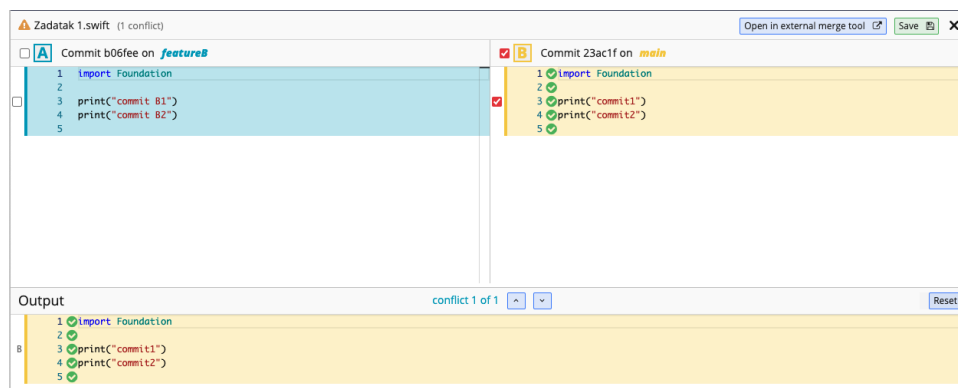 Zadatak 1.swift (1 conflict) Open in external merge tool Save
A Commit b06fee on featureB
1 import Foundation
2
3 print("commit B1")
4 print("commit B2")
5
B Commit 23ac1f on main
1 import Foundation
2
3 print("commit1")
4 print("commit2")
5
Output conflict 1 of 1 Reset
1 import Foundation
2
B 3 print("commit1")
4 print("commit2")
5